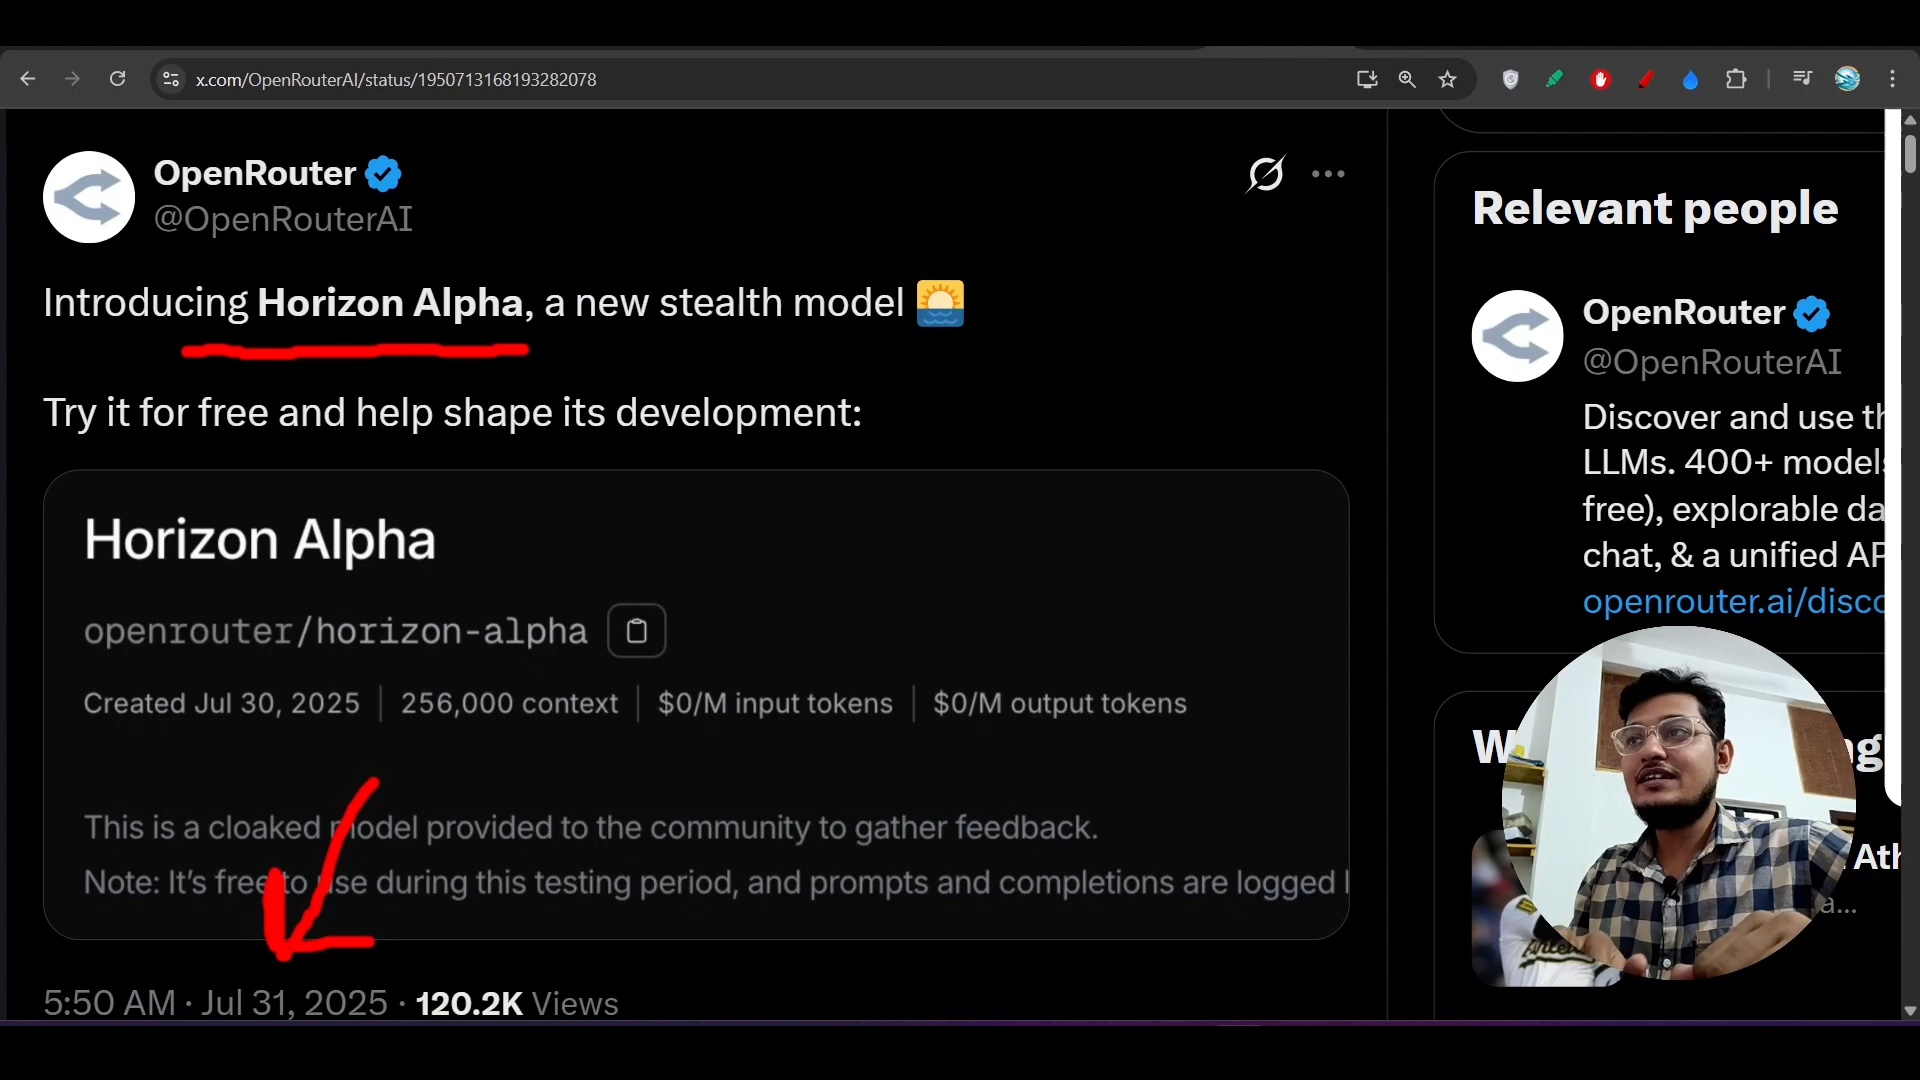 x.com/OpenRouterAI/status/1950713168193282078
OpenRouter
@OpenRouterAI
Introducing Horizon Alpha, a new stealth model
Try it for free and help shape its development:
Horizon Alpha
openrouter/horizon-alpha
Created Jul 30, 2025 | 256,000 context | $0/M input tokens | $0/M output tokens
This is a cloaked model provided to the community to gather feedback.
Note: It's free to use during this testing period, and prompts and completions are logged
5:50 AM · Jul 31, 2025 · 120.2K Views
Relevant people
OpenRouter
@OpenRouterAI
Discover and use th
LLMs. 400+ models
free), explorable da
chat, & a unified AP
openrouter.ai/disco